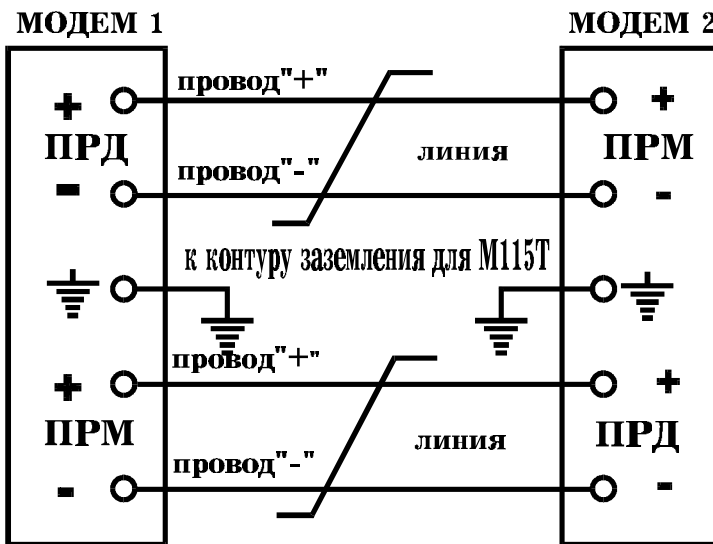 МОДЕМ 1
МОДЕМ 2
провод"+"
+
+
ПРД
ПРМ
линия
провод"-"
-
-
к контуру заземления для М115Т
провод"+"
+
+
ПРМ
ПРД
линия
провод"-"
-
-